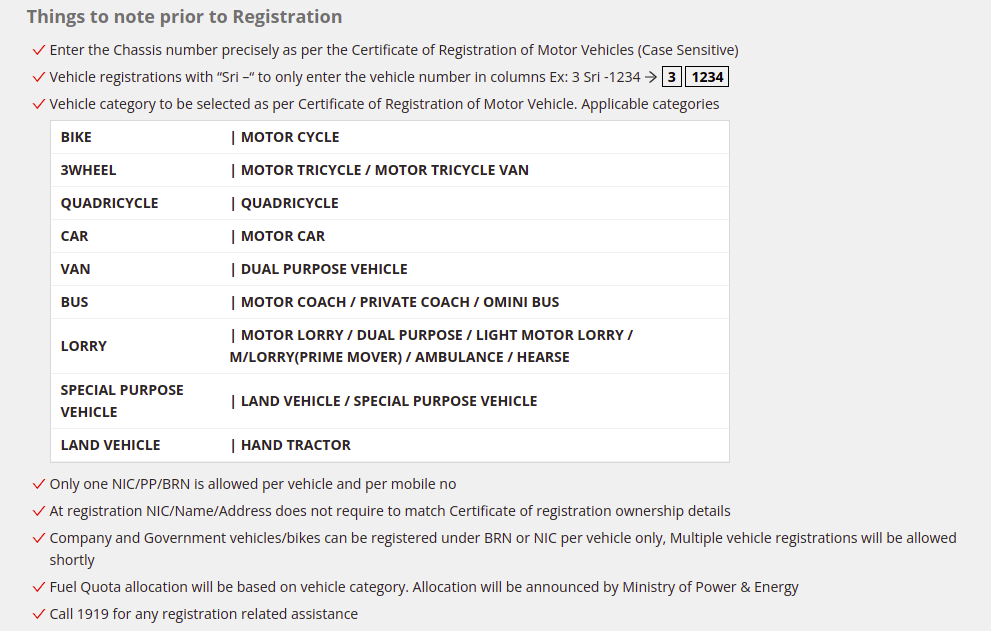 Things to note prior to Registration
Enter the Chassis number precisely as per the Certificate of Registration of Motor Vehicles (Case Sensitive)
Vehicle registrations with “Sri –“ to only enter the vehicle number in columns Ex: 3 Sri -1234 → 3 1234
Vehicle category to be selected as per Certificate of Registration of Motor Vehicle. Applicable categories
BIKE | MOTOR CYCLE
3WHEEL | MOTOR TRICYCLE / MOTOR TRICYCLE VAN
QUADRICYCLE | QUADRICYCLE
CAR | MOTOR CAR
VAN | DUAL PURPOSE VEHICLE
BUS | MOTOR COACH / PRIVATE COACH / OMINI BUS
LORRY | MOTOR LORRY / DUAL PURPOSE / LIGHT MOTOR LORRY /
M/LORRY(PRIME MOVER) / AMBULANCE / HEARSE
SPECIAL PURPOSE
VEHICLE | LAND VEHICLE / SPECIAL PURPOSE VEHICLE
LAND VEHICLE | HAND TRACTOR
Only one NIC/PP/BRN is allowed per vehicle and per mobile no
At registration NIC/Name/Address does not require to match Certificate of registration ownership details
Company and Government vehicles/bikes can be registered under BRN or NIC per vehicle only, Multiple vehicle registrations will be allowed
shortly
Fuel Quota allocation will be based on vehicle category. Allocation will be announced by Ministry of Power & Energy
Call 1919 for any registration related assistance